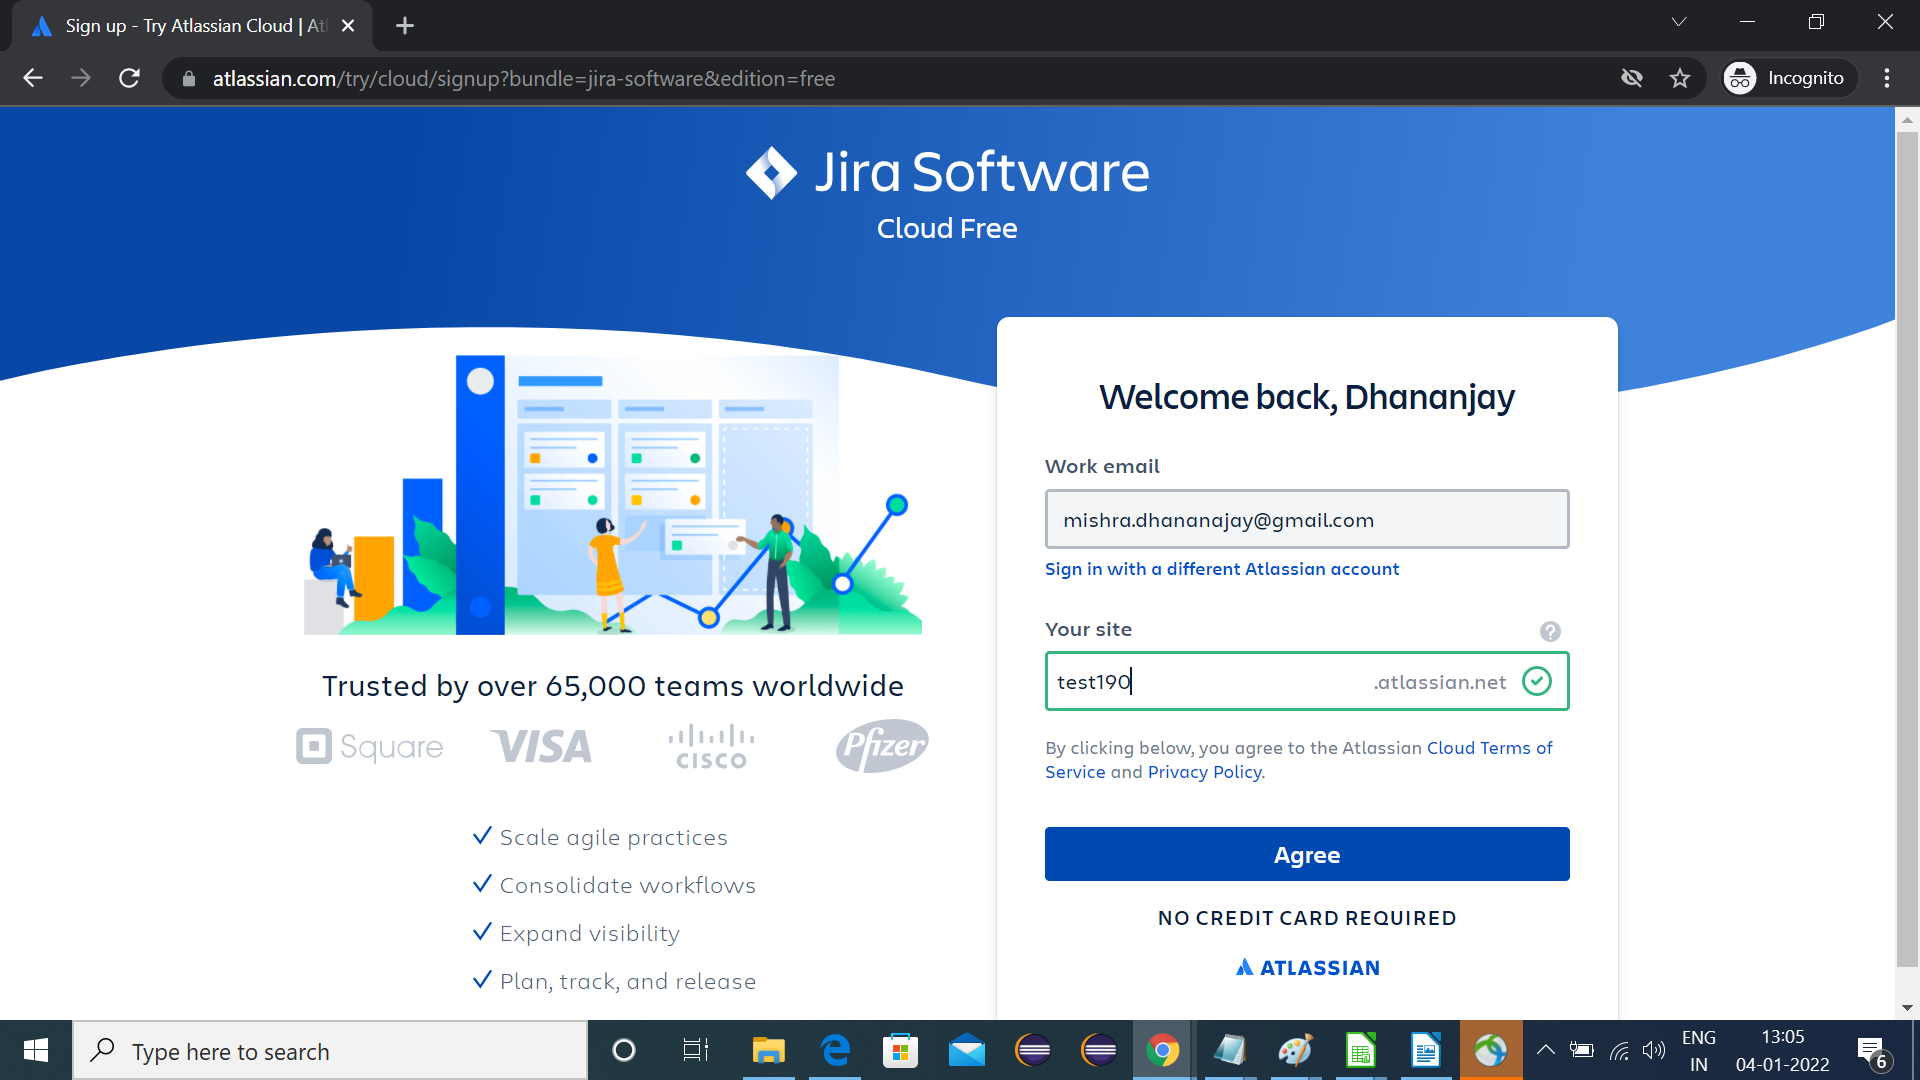 Sign up - Try Atlassian Cloud | Atl
atlassian.com/try/cloud/signup?bundle=jira-software&edition=free
Incognito
Jira Software
Cloud Free
Welcome back, Dhananjay
Work email
mishra.dhananajay@gmail.com
Sign in with a different Atlassian account
Your site
?
test190
.atlassian.net
By clicking below, you agree to the Atlassian Cloud Terms of
Service and Privacy Policy.
Agree
NO CREDIT CARD REQUIRED
ATLASSIAN
Trusted by over 65,000 teams worldwide
Square
VISA
CISCO
Pfizer
Scale agile practices
Consolidate workflows
Expand visibility
Plan, track, and release
Type here to search
ENG
IN
13:05
04-01-2022
6